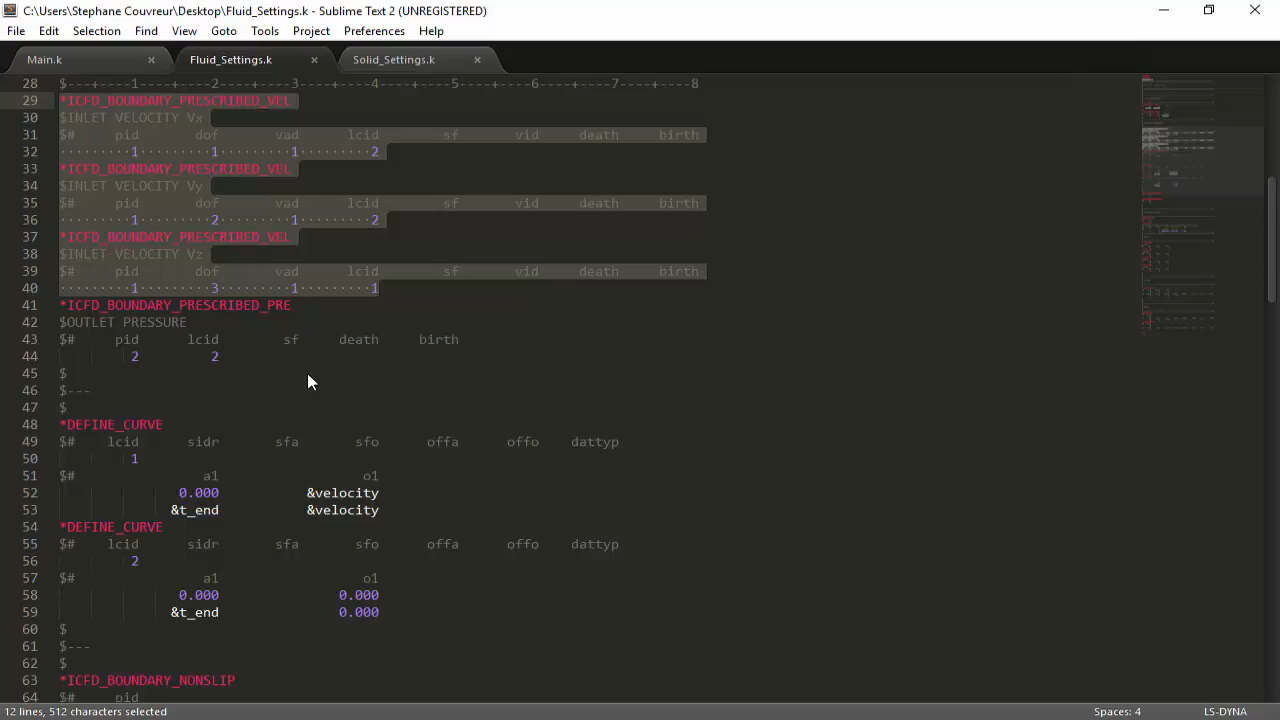 C:\Users\Stephane Couvreur\Desktop\Fluid_Settings.k - Sublime Text 2 (UNREGISTERED)
File Edit Selection Find View Goto Tools Project Preferences Help
Main.k × Fluid_Settings.k × Solid_Settings.k ×
28 $---+----1----+----2----+----3----+----4----+----5----+----6----+----7----+----8
29 *ICFD_BOUNDARY_PRESCRIBED_VEL
30 $INLET VELOCITY Vx
31 $# pid dof vad lcid sf vid death birth
32 1 1 1 2
33 *ICFD_BOUNDARY_PRESCRIBED_VEL
34 $INLET VELOCITY Vy
35 $# pid dof vad lcid sf vid death birth
36 1 2 1 2
37 *ICFD_BOUNDARY_PRESCRIBED_VEL
38 $INLET VELOCITY Vz
39 $# pid dof vad lcid sf vid death birth
40 1 3 1 1
41 *ICFD_BOUNDARY_PRESCRIBED_PRE
42 $OUTLET PRESSURE
43 $# pid lcid sf death birth
44 2 2
45 $
46 $---
47 $
48 *DEFINE_CURVE
49 $# lcid sidr sfa sfo offa offo dattyp
50 1
51 $# a1 o1
52 0.000 &velocity
53 &t_end &velocity
54 *DEFINE_CURVE
55 $# lcid sidr sfa sfo offa offo dattyp
56 2
57 $# a1 o1
58 0.000 0.000
59 &t_end 0.000
60 $
61 $---
62 $
63 *ICFD_BOUNDARY_NONSLIP
64 $# pid
12 lines, 512 characters selected Spaces: 4 LS-DYNA